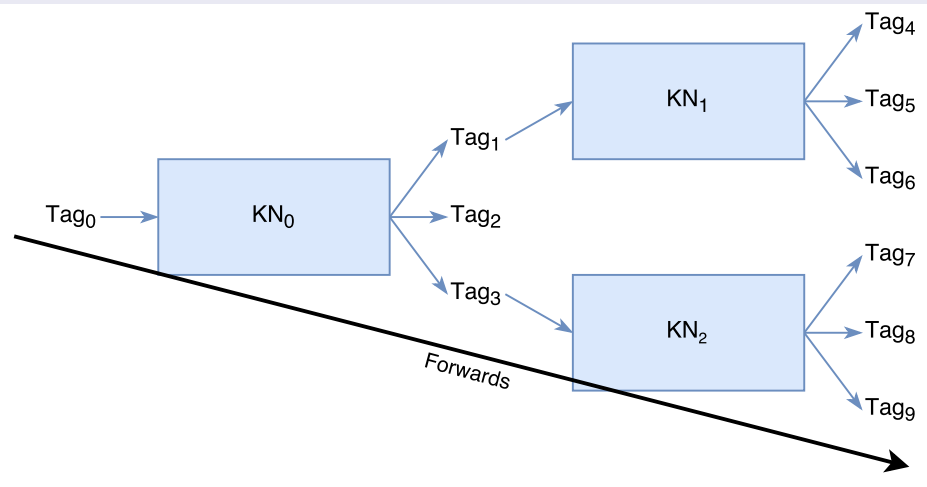 Tag₄
KN₁
Tag₅
Tag₁
Tag₆
Tag₀
KN₀
Tag₂
Tag₇
Tag₃
KN₂
Tag₈
Forwards
Tag₉